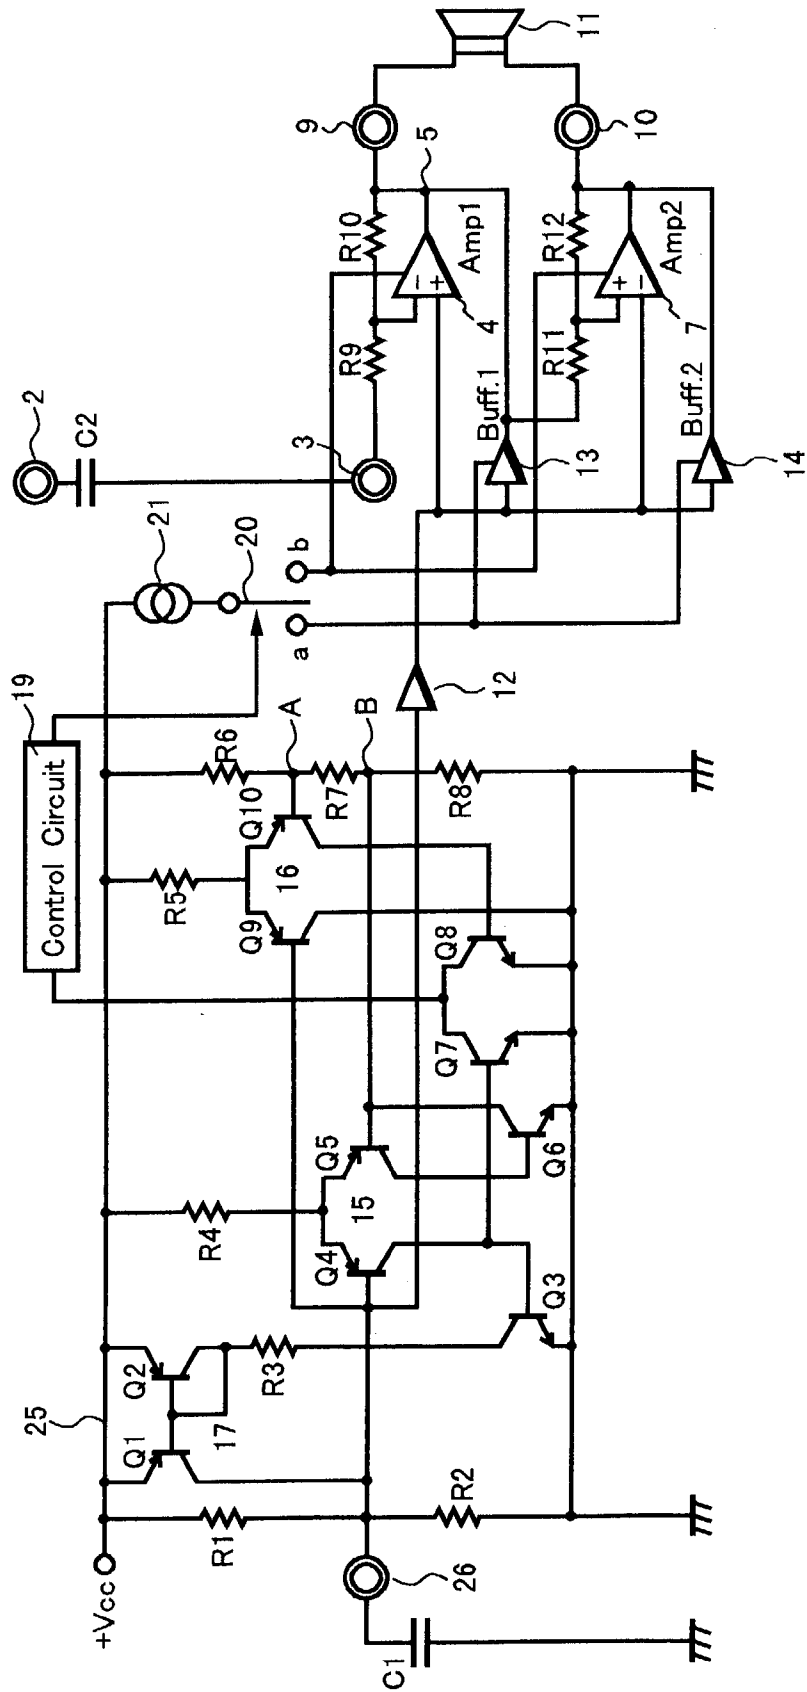 +Vcc
25
Q1
Q2
17
R1
R2
R3
26
C1
Q3
R4
Q4
Q5
15
Q6
Q7
Q8
Control Circuit
19
R5
Q9
Q10
16
R6
A
R7
B
R8
12
21
20
a
b
2
C2
3
R9
R10
9
5
4
Amp1
Buff.1
13
R11
R12
10
11
7
Amp2
Buff.2
14
-
+
+
-